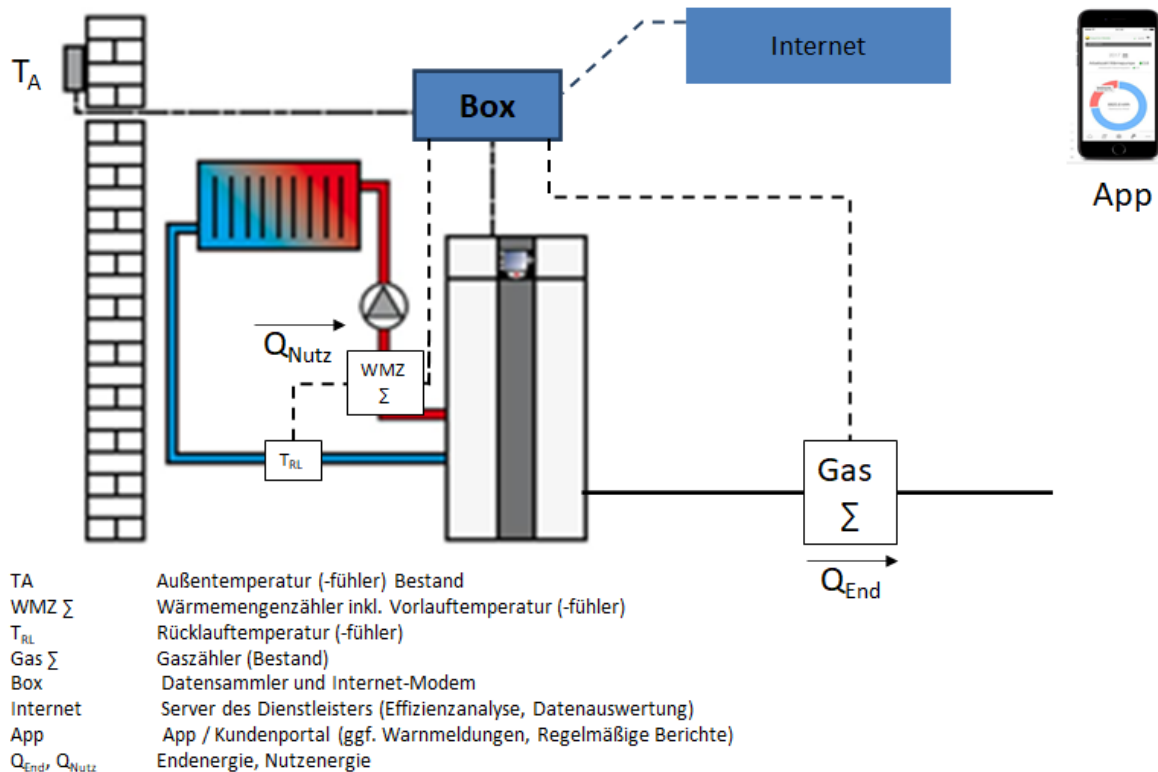 T_A
Box
Internet
App
Q_Nutz
WMZ
Σ
T_RL
Gas
Σ
Q_End
TA Außentemperatur (-fühler) Bestand
WMZ Σ Wärmemengenzähler inkl. Vorlauftemperatur (-fühler)
T_RL Rücklauftemperatur (-fühler)
Gas Σ Gaszähler (Bestand)
Box Datensammler und Internet-Modem
Internet Server des Dienstleisters (Effizienzanalyse, Datenauswertung)
App App / Kundenportal (ggf. Warnmeldungen, Regelmäßige Berichte)
Q_End, Q_Nutz Endenergie, Nutzenergie